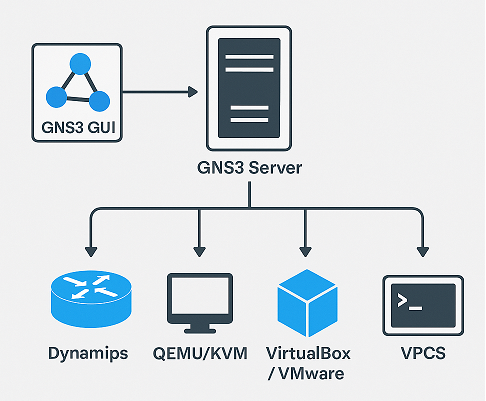 GNS3 GUI
GNS3 Server
Dynamips
QEMU/KVM
VirtualBox
/ VMware
>_
VPCS